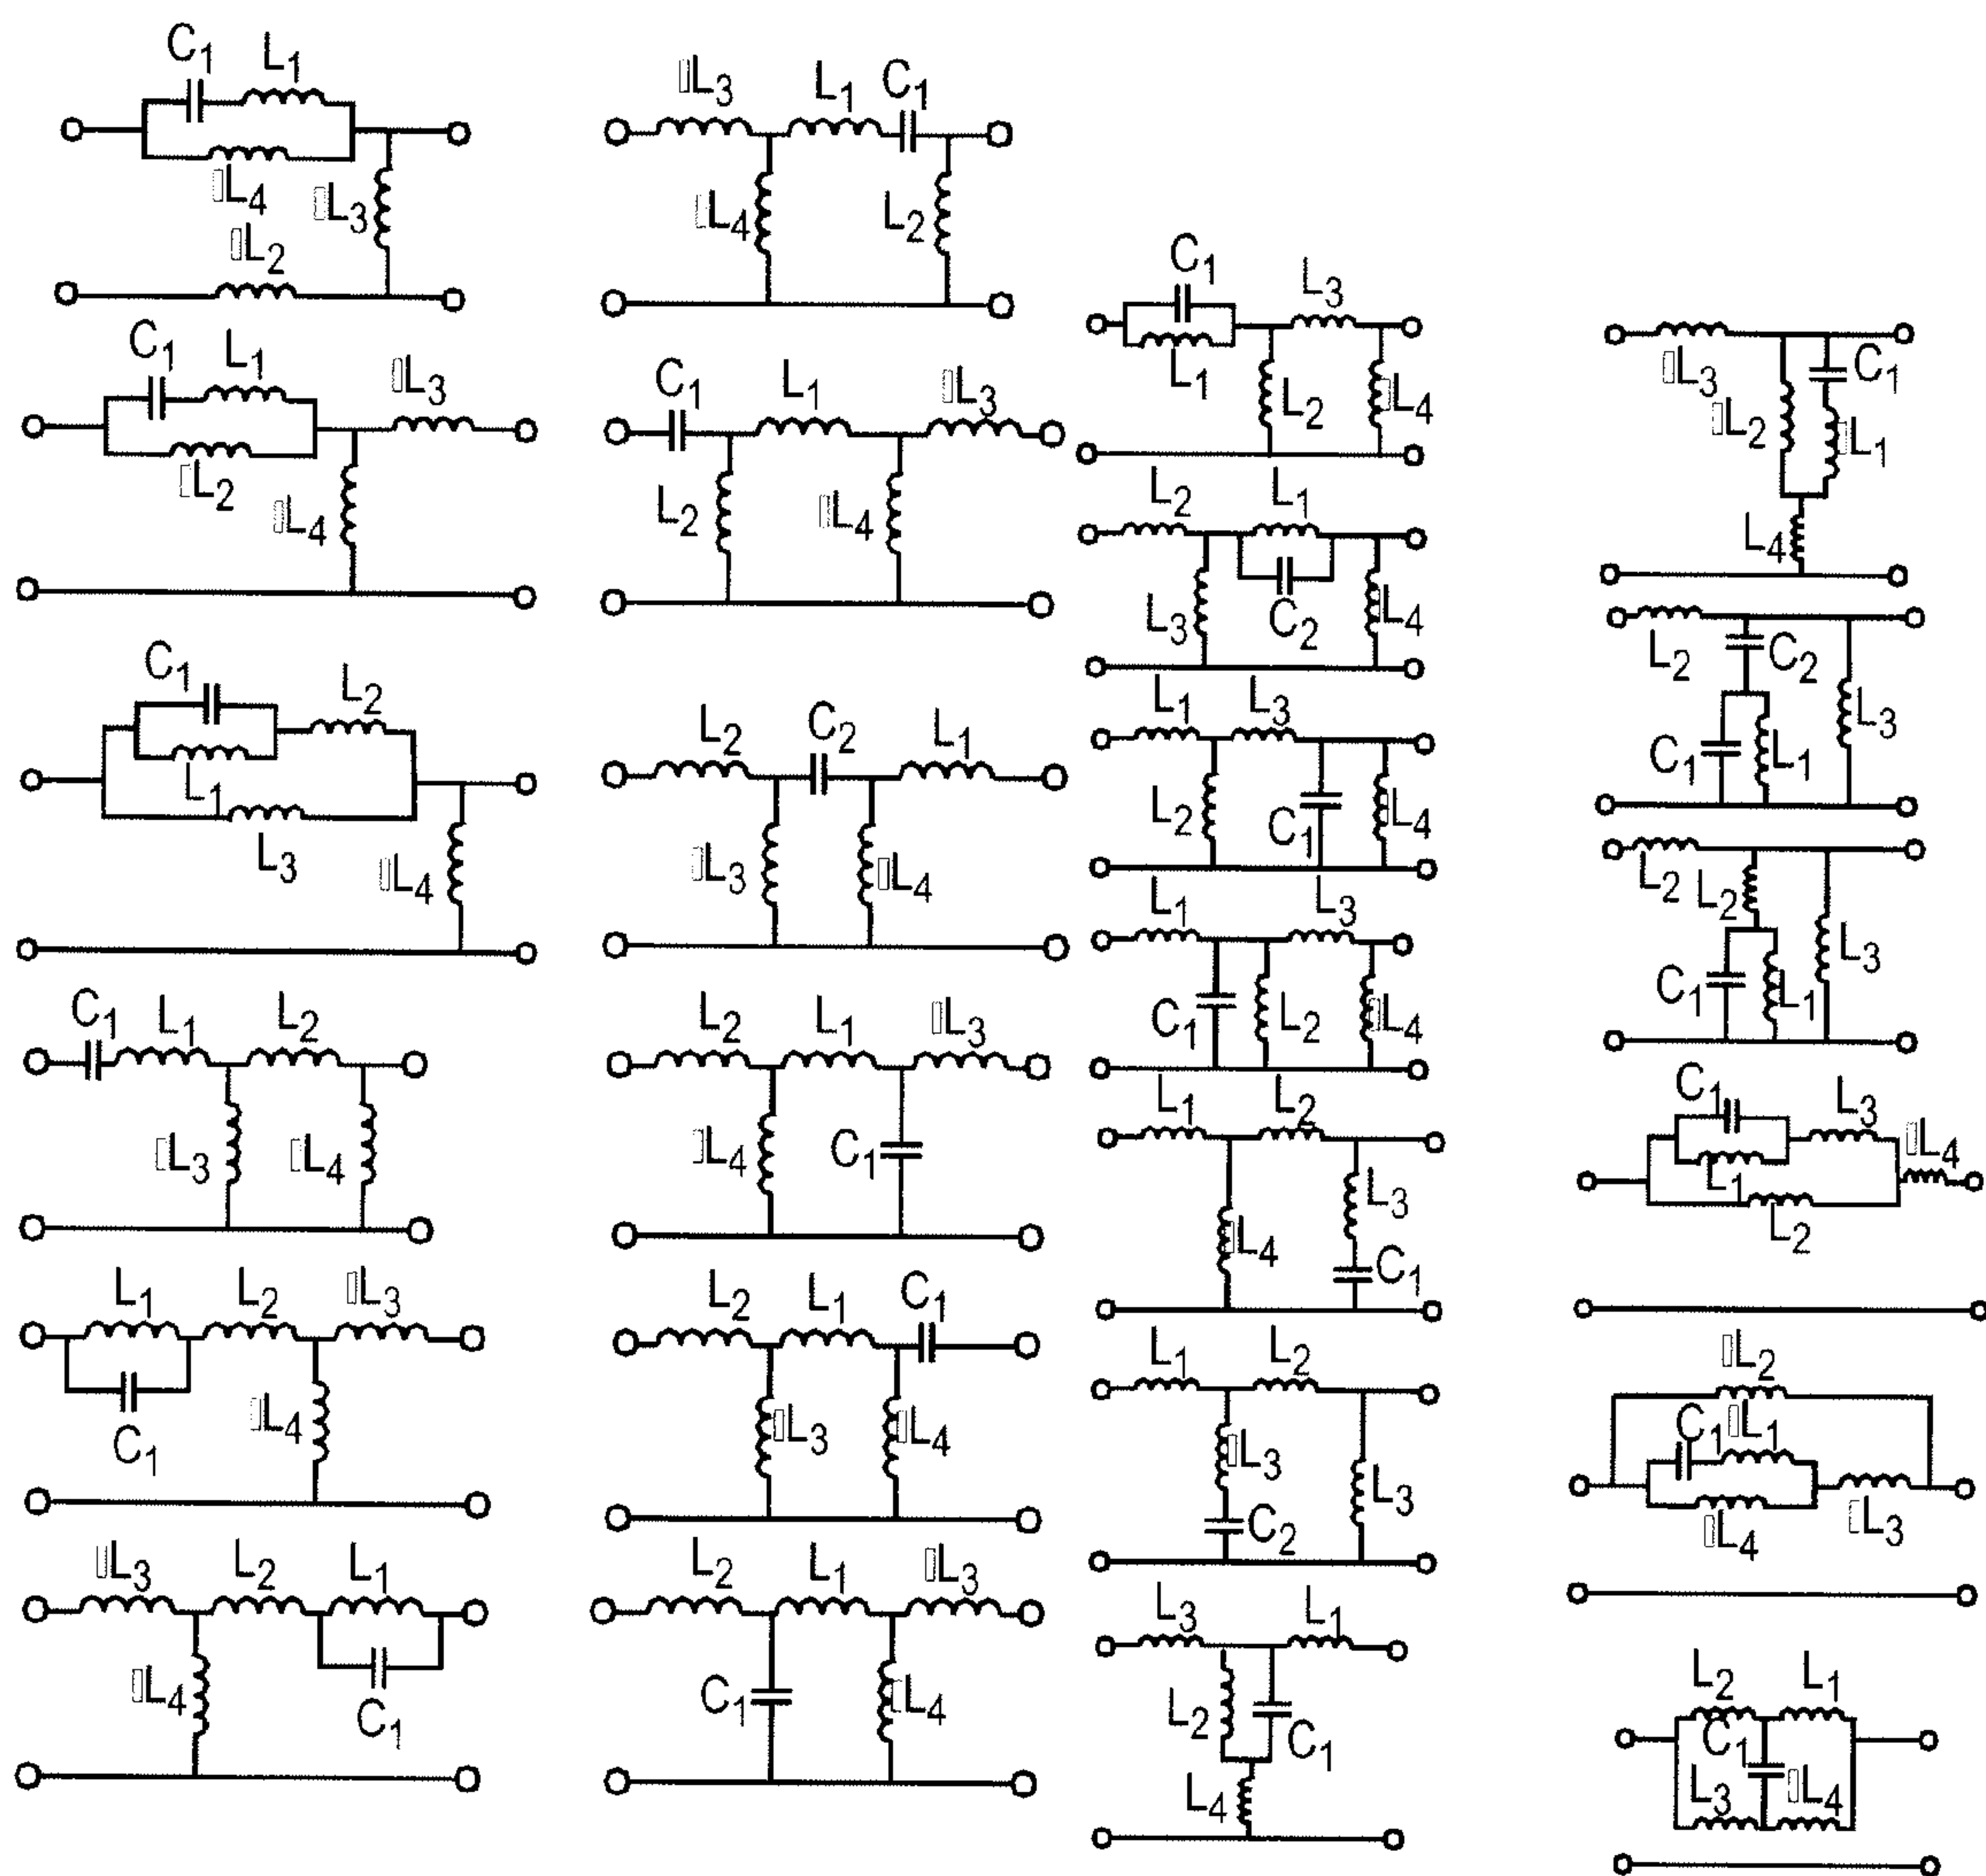 C1 L1
L4 L3
L2
C1 L1 L3
L2 L4
C1 L2
L1
L3 L4
C1 L1 L2
L3 L4
L1 L2 L3
C1 L4
L3 L2 L1
L4 C1
L3 L1 C1
L4 L2
C1 L1 L3
L2 L4
L2 C2 L1
L3 L4
L2 L1 L3
L4 C1
L2 L1 C1
L3 L4
L2 L1 L3
C1 L4
C1 L3
L1 L2 L4
L2 L1
L3 C2 L4
L1 L3
L2 C1 L4
L1 L3
C1 L2 L4
L1 L2
L4 L3
C1
L1 L2
L3 L3
C2
L3 L1
L2 C1
L4
L3 C1
L2 L1
L4
L2 C2
C1 L1 L3
L2 L2
C1 L1 L3
C1 L3 L4
L1
L2
L2
C1 L1
L4 L3
L2 L1
C1
L3 L4